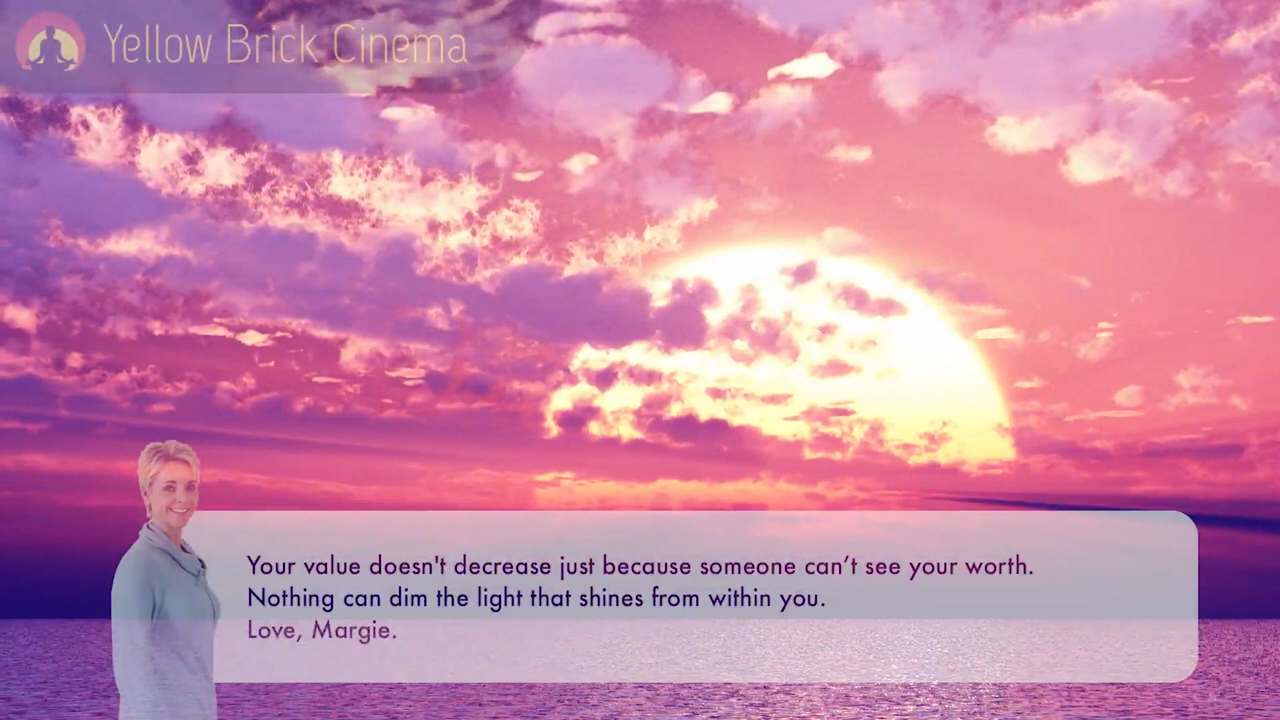 Yellow Brick Cinema
Your value doesn't decrease just because someone can’t see your worth.
Nothing can dim the light that shines from within you.
Love, Margie.